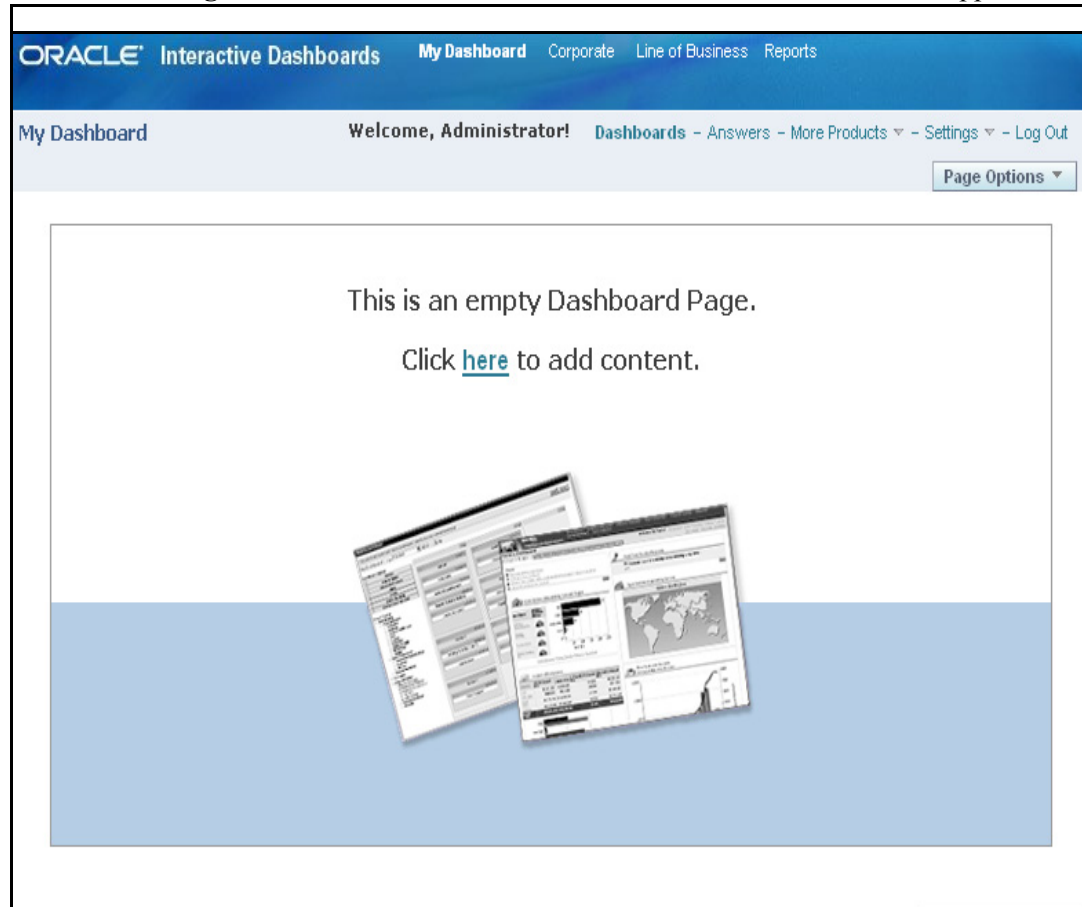 ORACLE Interactive Dashboards My Dashboard Corporate Line of Business Reports
My Dashboard Welcome, Administrator! Dashboards - Answers - More Products - Settings - Log Out
Page Options
This is an empty Dashboard Page.
Click here to add content.